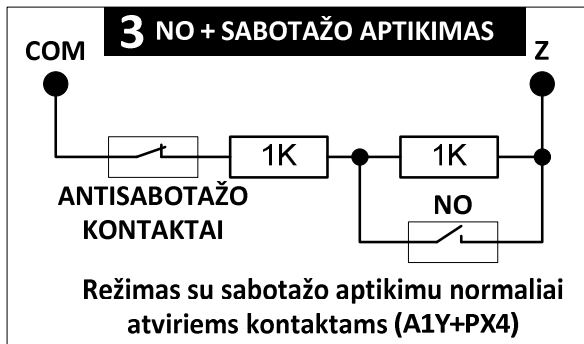 3 NO + SABOTAŽO APTIKIMAS
COM
Z
1K
1K
ANTISABOTAŽO
KONTAKTAI
NO
Režimas su sabotažo aptikimu normaliai
atviriems kontaktams (A1Y+PX4)